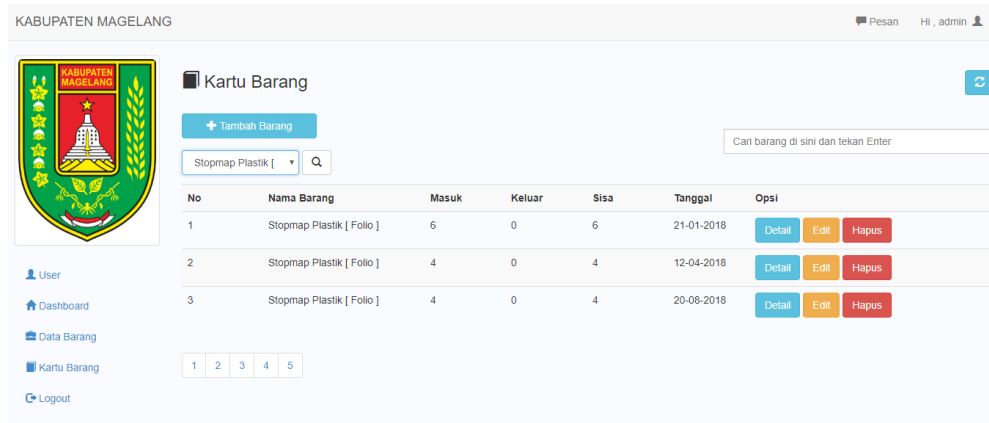 KABUPATEN MAGELANG
Pesan Hi , admin
KABUPATEN
MAGELANG
Kartu Barang
Tambah Barang
Cari barang di sini dan tekan Enter
Stopmap Plastik [
No Nama Barang Masuk Keluar Sisa Tanggal Opsi
1 Stopmap Plastik [ Folio ] 6 0 6 21-01-2018 Detail Edit Hapus
2 Stopmap Plastik [ Folio ] 4 0 4 12-04-2018 Detail Edit Hapus
3 Stopmap Plastik [ Folio ] 4 0 4 20-08-2018 Detail Edit Hapus
1 2 3 4 5
User
Dashboard
Data Barang
Kartu Barang
Logout